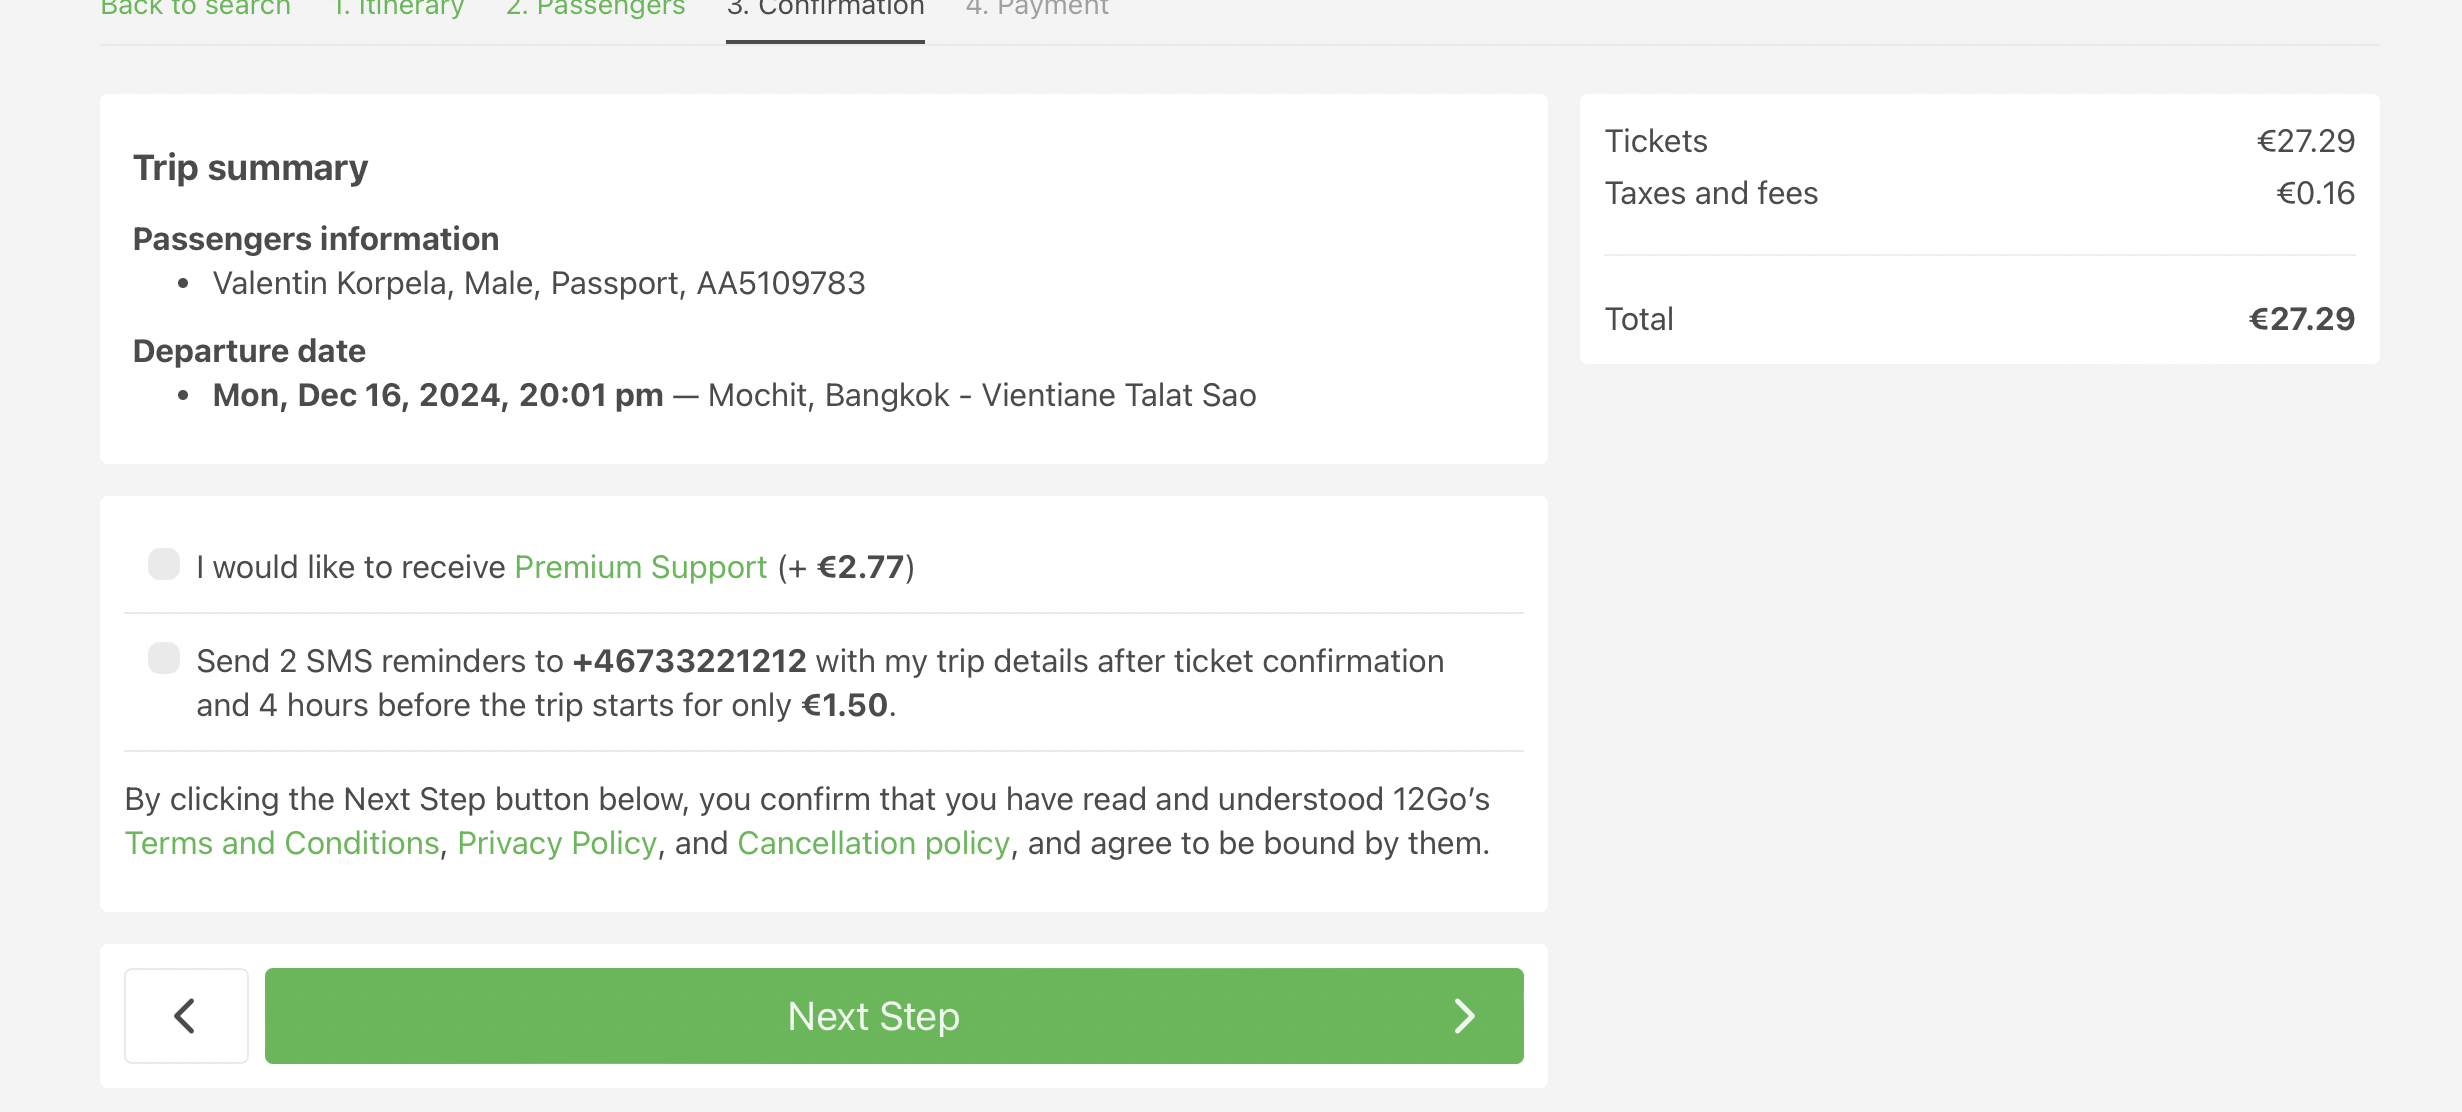 Back to search 1. Itinerary 2. Passengers 3. Confirmation 4. Payment
Trip summary
Passengers information
• Valentin Korpela, Male, Passport, AA5109783
Departure date
• Mon, Dec 16, 2024, 20:01 pm — Mochit, Bangkok - Vientiane Talat Sao
I would like to receive Premium Support (+ €2.77)
Send 2 SMS reminders to +46733221212 with my trip details after ticket confirmation
and 4 hours before the trip starts for only €1.50.
By clicking the Next Step button below, you confirm that you have read and understood 12Go’s
Terms and Conditions, Privacy Policy, and Cancellation policy, and agree to be bound by them.
Next Step
Tickets €27.29
Taxes and fees €0.16
Total €27.29